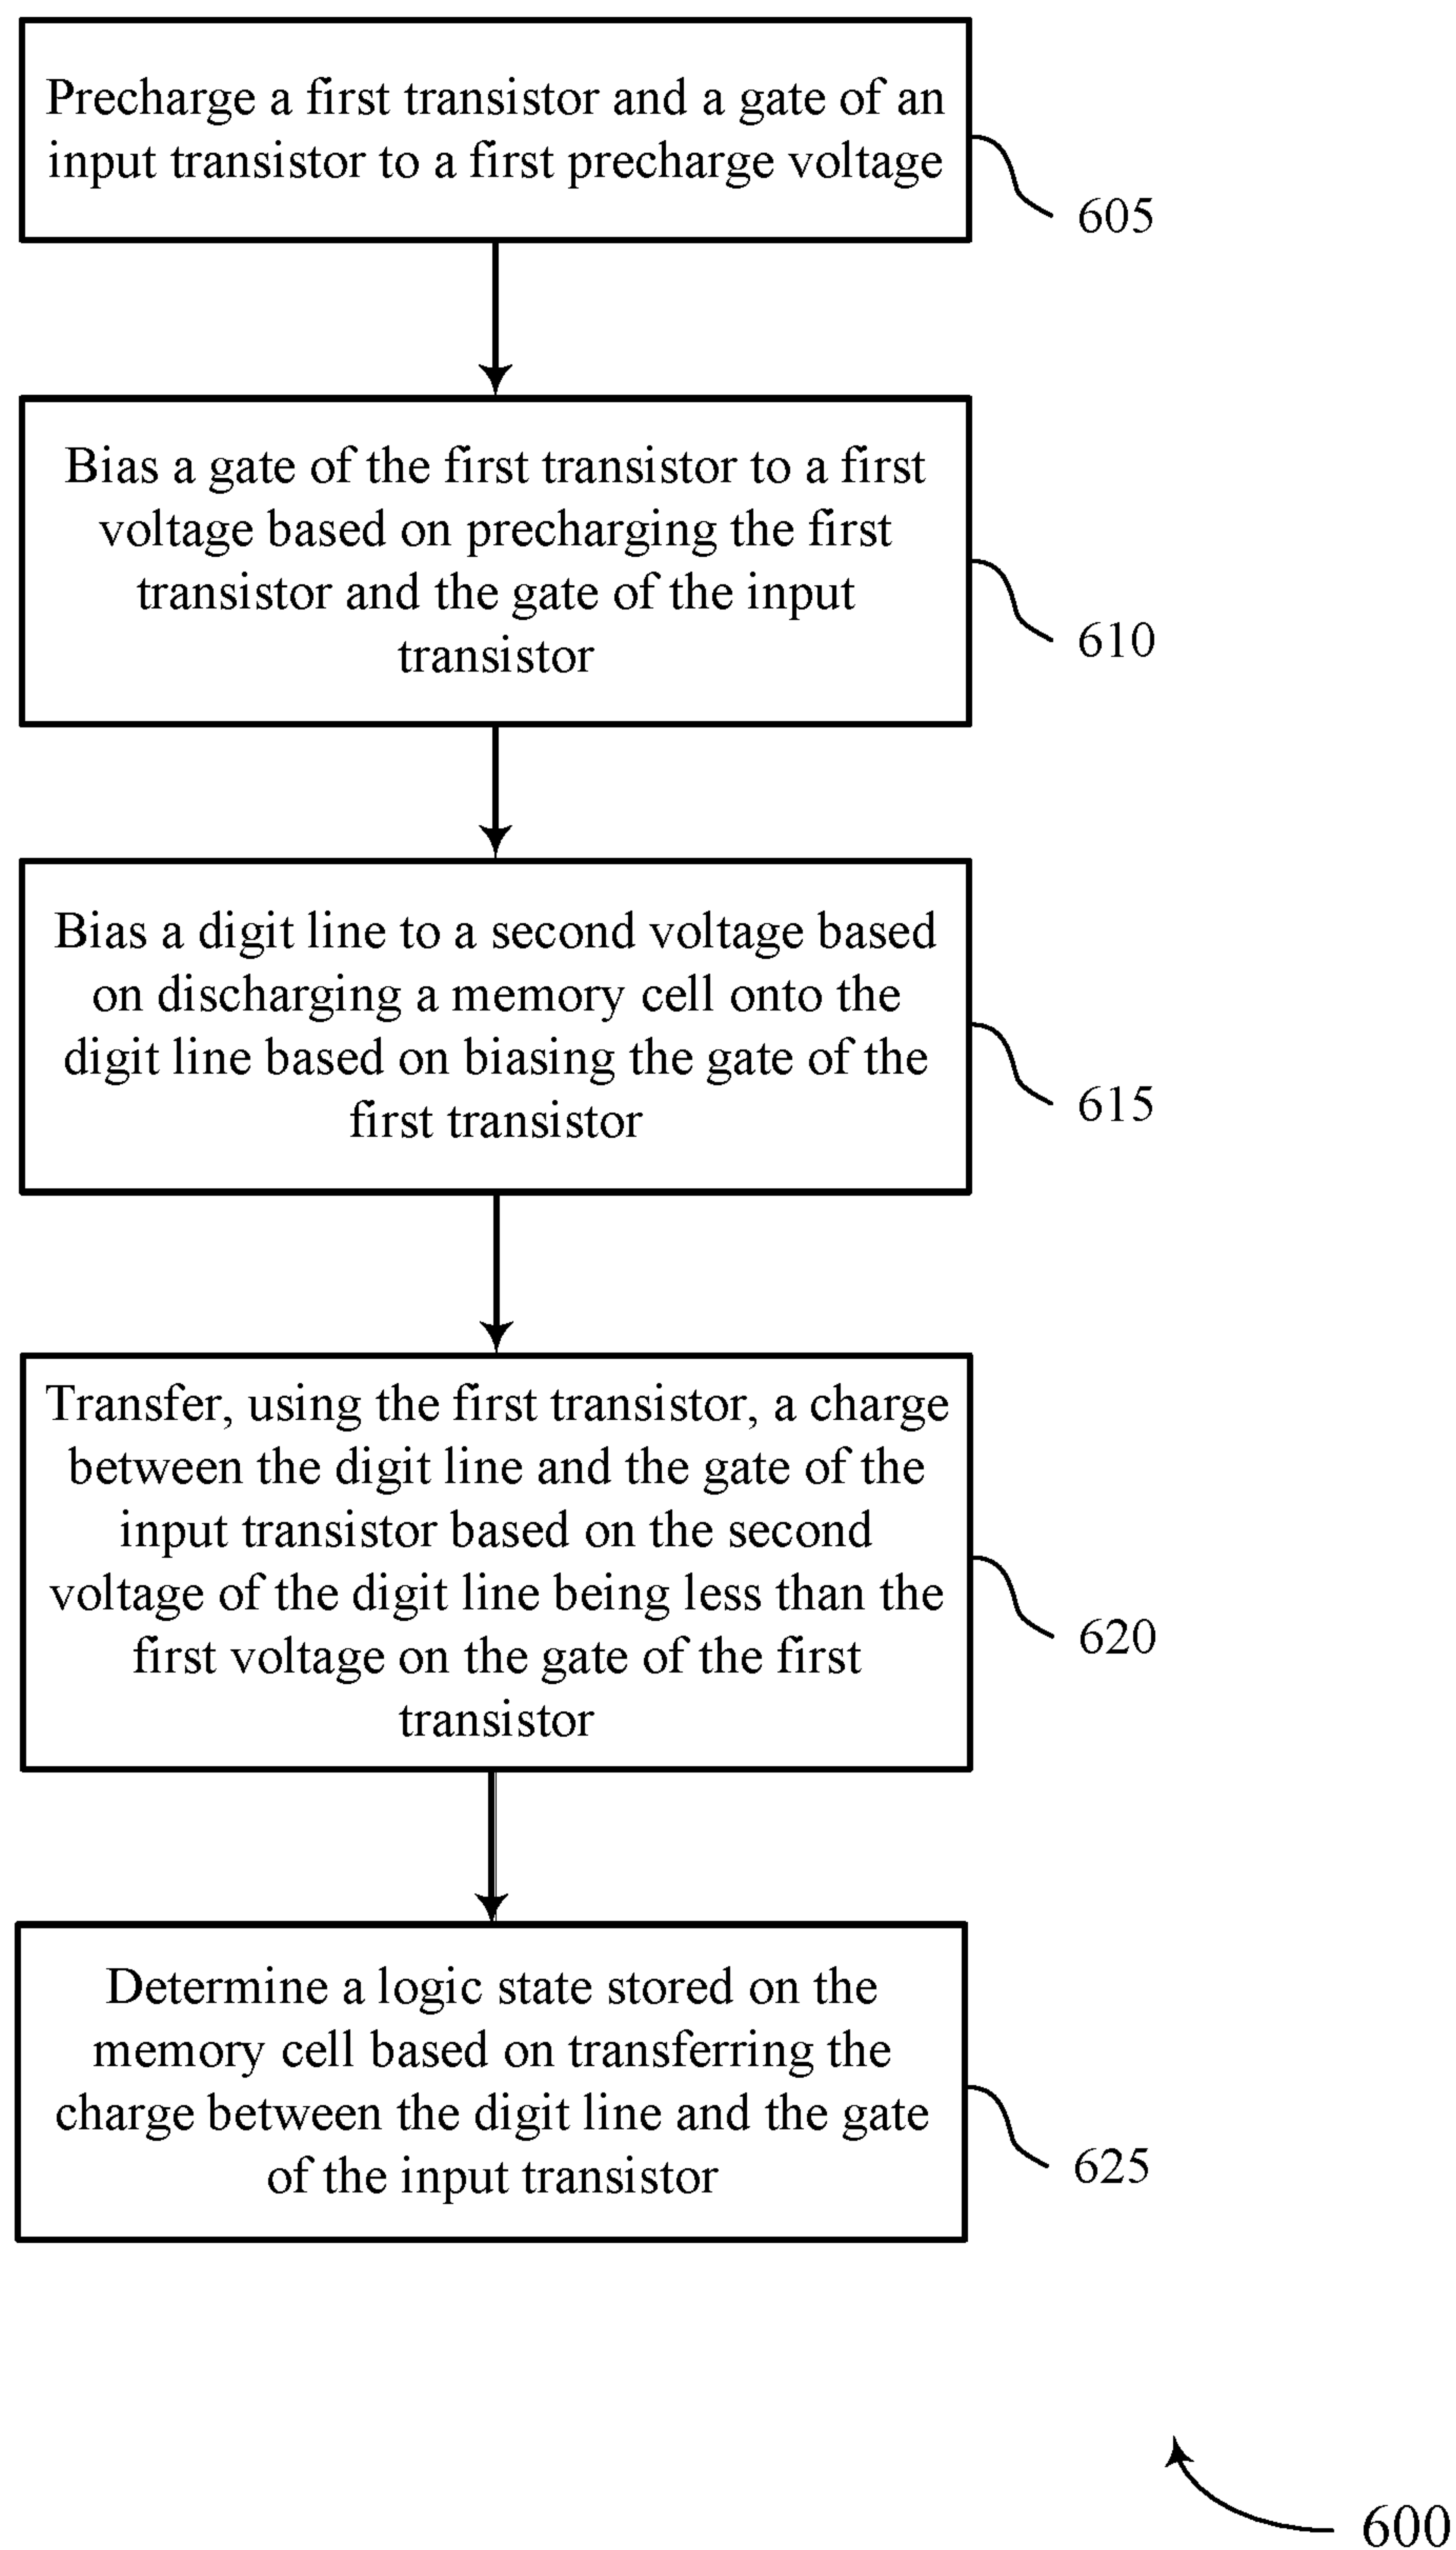 Precharge a first transistor and a gate of an
input transistor to a first precharge voltage
605
Bias a gate of the first transistor to a first
voltage based on precharging the first
transistor and the gate of the input
transistor
610
Bias a digit line to a second voltage based
on discharging a memory cell onto the
digit line based on biasing the gate of the
first transistor
615
Transfer, using the first transistor, a charge
between the digit line and the gate of the
input transistor based on the second
voltage of the digit line being less than the
first voltage on the gate of the first
transistor
620
Determine a logic state stored on the
memory cell based on transferring the
charge between the digit line and the gate
of the input transistor
625
600